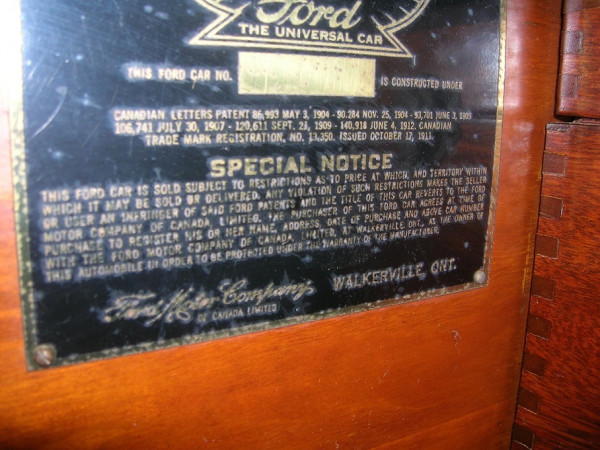 Ford
THE UNIVERSAL CAR
THIS FORD CAR NO. IS CONSTRUCTED UNDER
CANADIAN LETTERS PATENT 86,993 MAY 3, 1904 - 90,284 NOV. 25, 1904 - 93,701 JUNE 3, 1905
106,741 JULY 30, 1907 - 120,611 SEPT. 21, 1909 - 140,918 JUNE 4, 1912. CANADIAN
TRADE MARK REGISTRATION, NO. 13,350. ISSUED OCTOBER 17, 1911.
SPECIAL NOTICE
THIS FORD CAR IS SOLD SUBJECT TO RESTRICTIONS AS TO PRICE AT WHICH, AND TERRITORY WITHIN
WHICH IT MAY BE SOLD OR DELIVERED. ANY VIOLATION OF SUCH RESTRICTIONS MAKES THE SELLER
OR USER AN INFRINGER OF SAID FORD PATENTS AND THE TITLE OF THIS CAR REVERTS TO THE FORD
MOTOR COMPANY OF CANADA LIMITED. THE PURCHASER OF THIS FORD CAR AGREES AT TIME OF
PURCHASE TO REGISTER HIS OR HER NAME, ADDRESS, DATE OF PURCHASE AND ABOVE CAR NUMBER
WITH THE FORD MOTOR COMPANY OF CANADA, LIMITED, AT WALKERVILLE, ONT., AS THE OWNER OF
THIS AUTOMOBILE IN ORDER TO BE PROTECTED UNDER THE WARRANTY OF THE MANUFACTURER.
Ford Motor Company
OF CANADA LIMITED
WALKERVILLE, ONT.